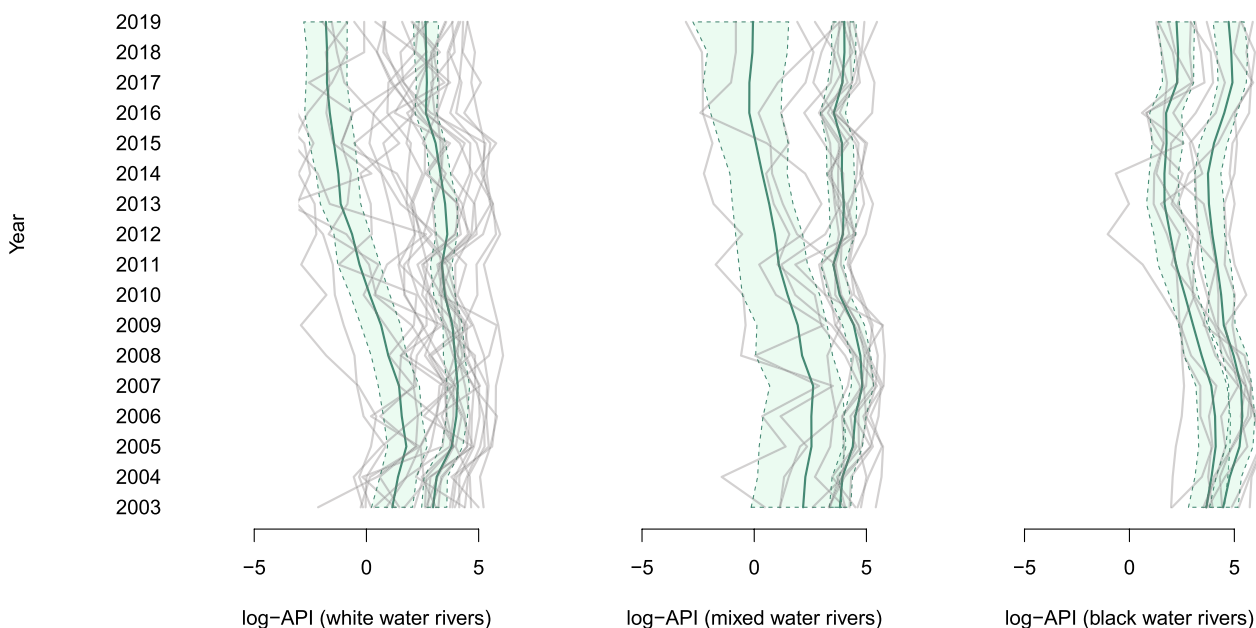 Year
2019
2018
2017
2016
2015
2014
2013
2012
2011
2010
2009
2008
2007
2006
2005
2004
2003
−5 0 5
−5 0 5
−5 0 5
log−API (white water rivers)
log−API (mixed water rivers)
log−API (black water rivers)